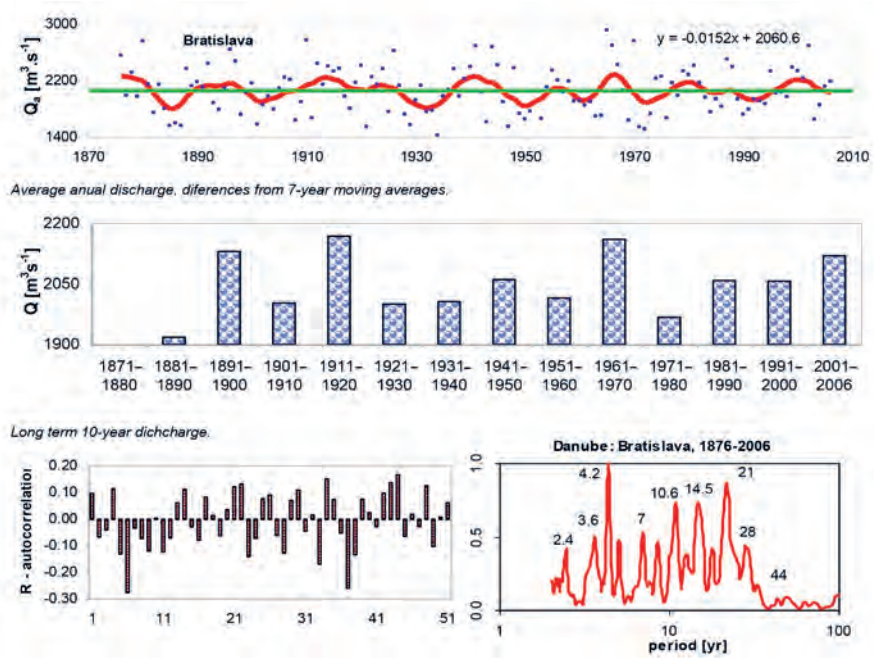 3000
Bratislava
y = -0.0152x + 2060.6
2200
1400
Qa [m³.s⁻¹]
1870 1890 1910 1930 1950 1970 1990 2010
Average anual discharge, diferences from 7-year moving averages.
2200
2050
1900
Q [m³s⁻¹]
1871– 1881– 1891– 1901– 1911– 1921– 1931– 1941– 1951– 1961– 1971– 1981– 1991– 2001–
1880 1890 1900 1910 1920 1930 1940 1950 1960 1970 1980 1990 2000 2006
Long term 10-year dichcharge.
0.20
0.10
0.00
-0.10
-0.20
-0.30
R - autocorrelation
1 11 21 31 41 51
Danube: Bratislava, 1876-2006
1.0
0.5
0.0
4.2
21
10.6
14.5
3.6
7
2.4
28
44
1 10 100
period [yr]